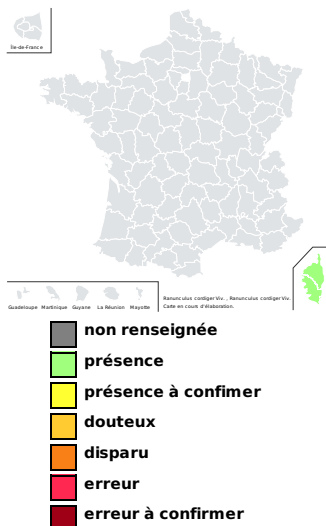 Île-de-France
Guadeloupe Martinique Guyane La Réunion Mayotte
Ranunculus cordiger Viv. , Ranunculus cordiger Viv.
Carte en cours d'élaboration.
non renseignée
présence
présence à confimer
douteux
disparu
erreur
erreur à confirmer